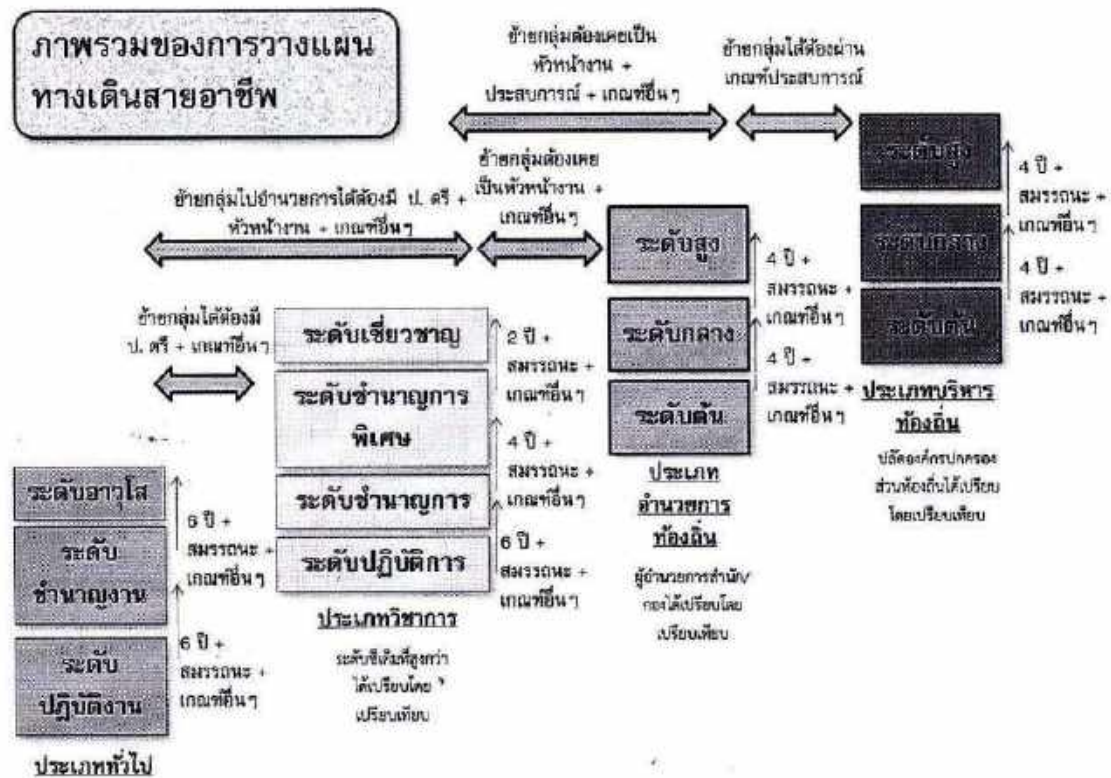 ภาพรวมของการวางแผน
ทางเดินสายอาชีพ
ย้ายกลุ่มต้องเคยเป็น
หัวหน้างาน +
ประสบการณ์ + เกณฑ์อื่นๆ
ย้ายกลุ่มได้ต้องผ่าน
เกณฑ์ประสบการณ์
ย้ายกลุ่มไปอำนวยการได้ต้องมี ป. ตรี +
หัวหน้างาน + เกณฑ์อื่นๆ
ย้ายกลุ่มต้องเคย
เป็นหัวหน้างาน +
เกณฑ์อื่นๆ
ย้ายกลุ่มได้ต้องมี
ป. ตรี + เกณฑ์อื่นๆ
ระดับอาวุโส
ระดับ
ชำนาญงาน
ระดับ
ปฏิบัติงาน
6 ปี +
สมรรถนะ +
เกณฑ์อื่นๆ
6 ปี +
สมรรถนะ +
เกณฑ์อื่นๆ
ประเภททั่วไป
ระดับเชี่ยวชาญ
ระดับชำนาญการ
พิเศษ
ระดับชำนาญการ
ระดับปฏิบัติการ
2 ปี +
สมรรถนะ +
เกณฑ์อื่นๆ
4 ปี +
สมรรถนะ +
เกณฑ์อื่นๆ
6 ปี +
สมรรถนะ +
เกณฑ์อื่นๆ
ประเภทวิชาการ
ระดับซีเดิมที่สูงกว่า
ได้เปรียบโดย
เปรียบเทียบ
ระดับสูง
ระดับกลาง
ระดับต้น
4 ปี +
สมรรถนะ +
เกณฑ์อื่นๆ
4 ปี +
สมรรถนะ +
เกณฑ์อื่นๆ
ประเภท
อำนวยการ
ท้องถิ่น
ผู้อำนวยการสำนัก/
กองได้เปรียบโดย
เปรียบเทียบ
ระดับสูง
ระดับกลาง
ระดับต้น
4 ปี +
สมรรถนะ +
เกณฑ์อื่นๆ
4 ปี +
สมรรถนะ +
เกณฑ์อื่นๆ
ประเภทบริหาร
ท้องถิ่น
ปลัดองค์กรปกครอง
ส่วนท้องถิ่นได้เปรียบ
โดยเปรียบเทียบ